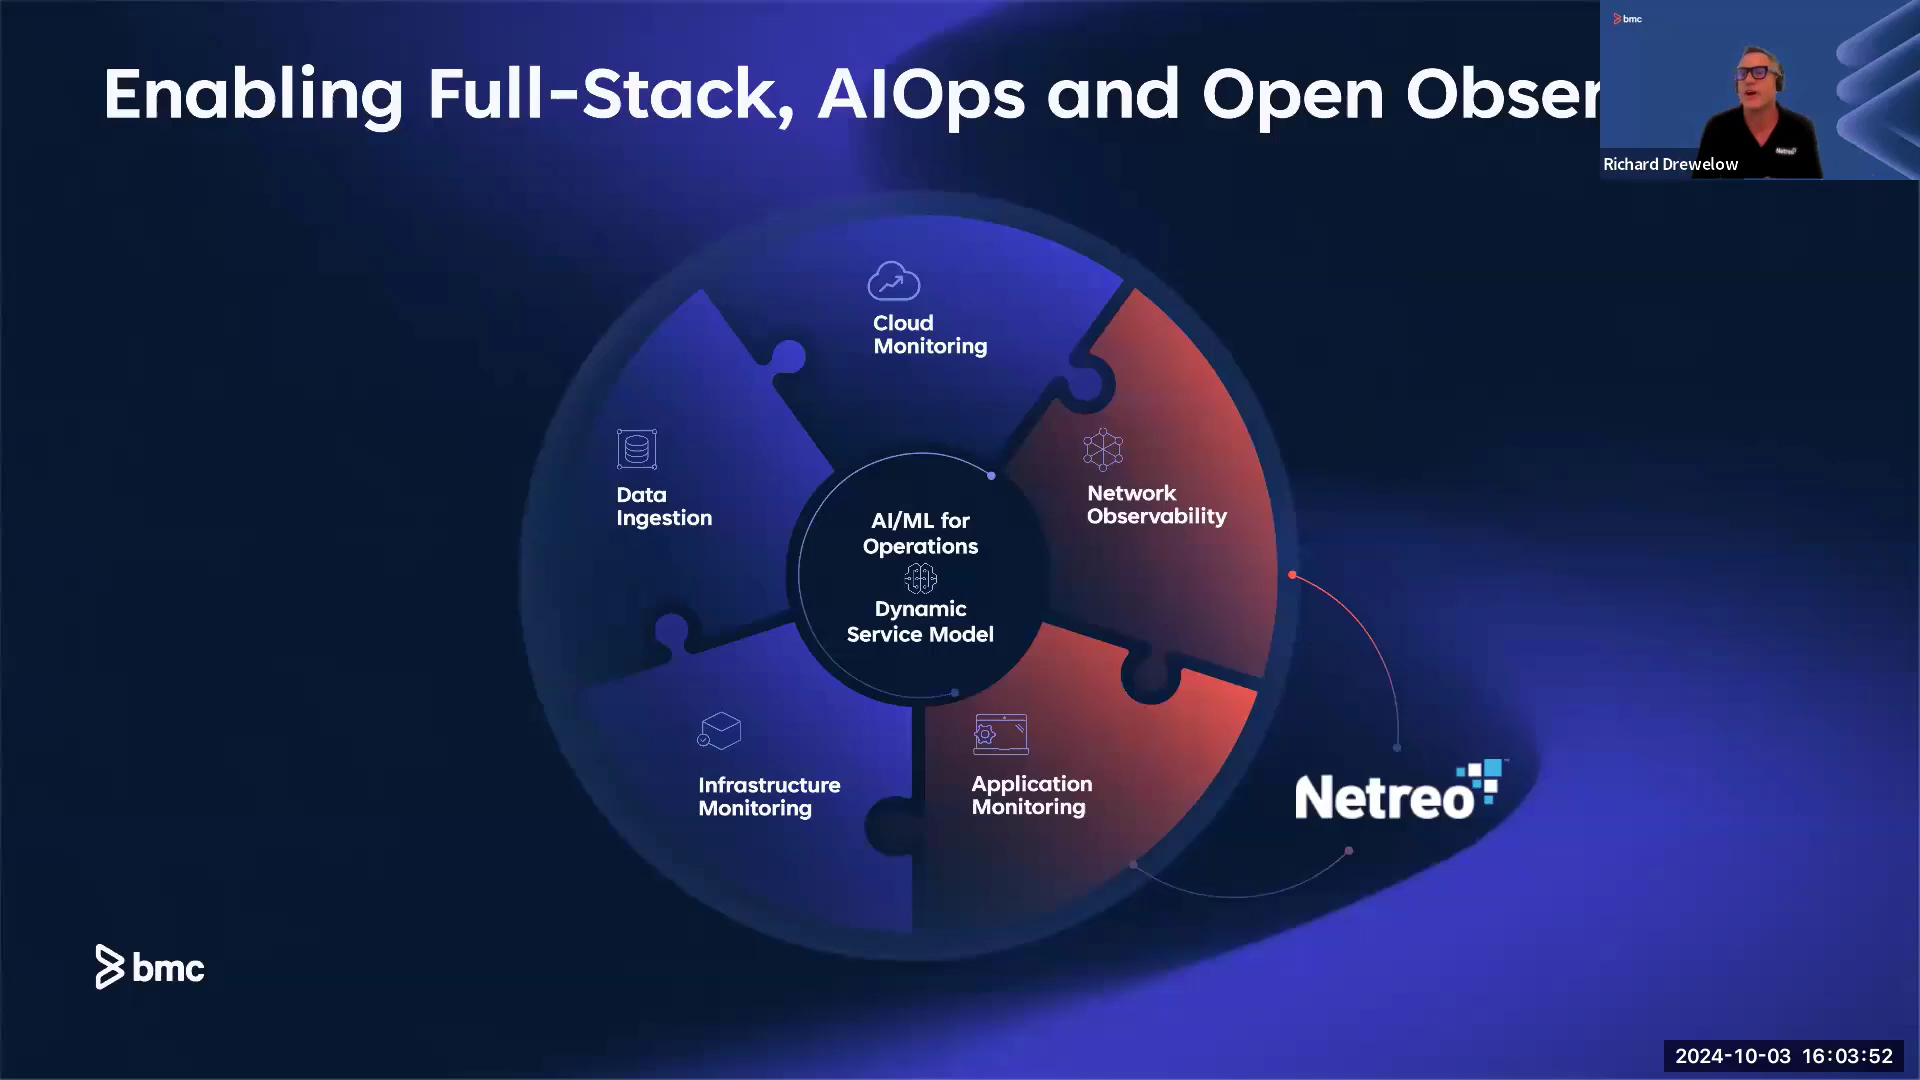 Enabling Full-Stack, AIOps and Open Obser
bmc
Netreo
Richard Drewelow
Cloud
Monitoring
Data
Ingestion
Network
Observability
AI/ML for
Operations
Dynamic
Service Model
Infrastructure
Monitoring
Application
Monitoring
Netreo
bmc
2024-10-03 16:03:52